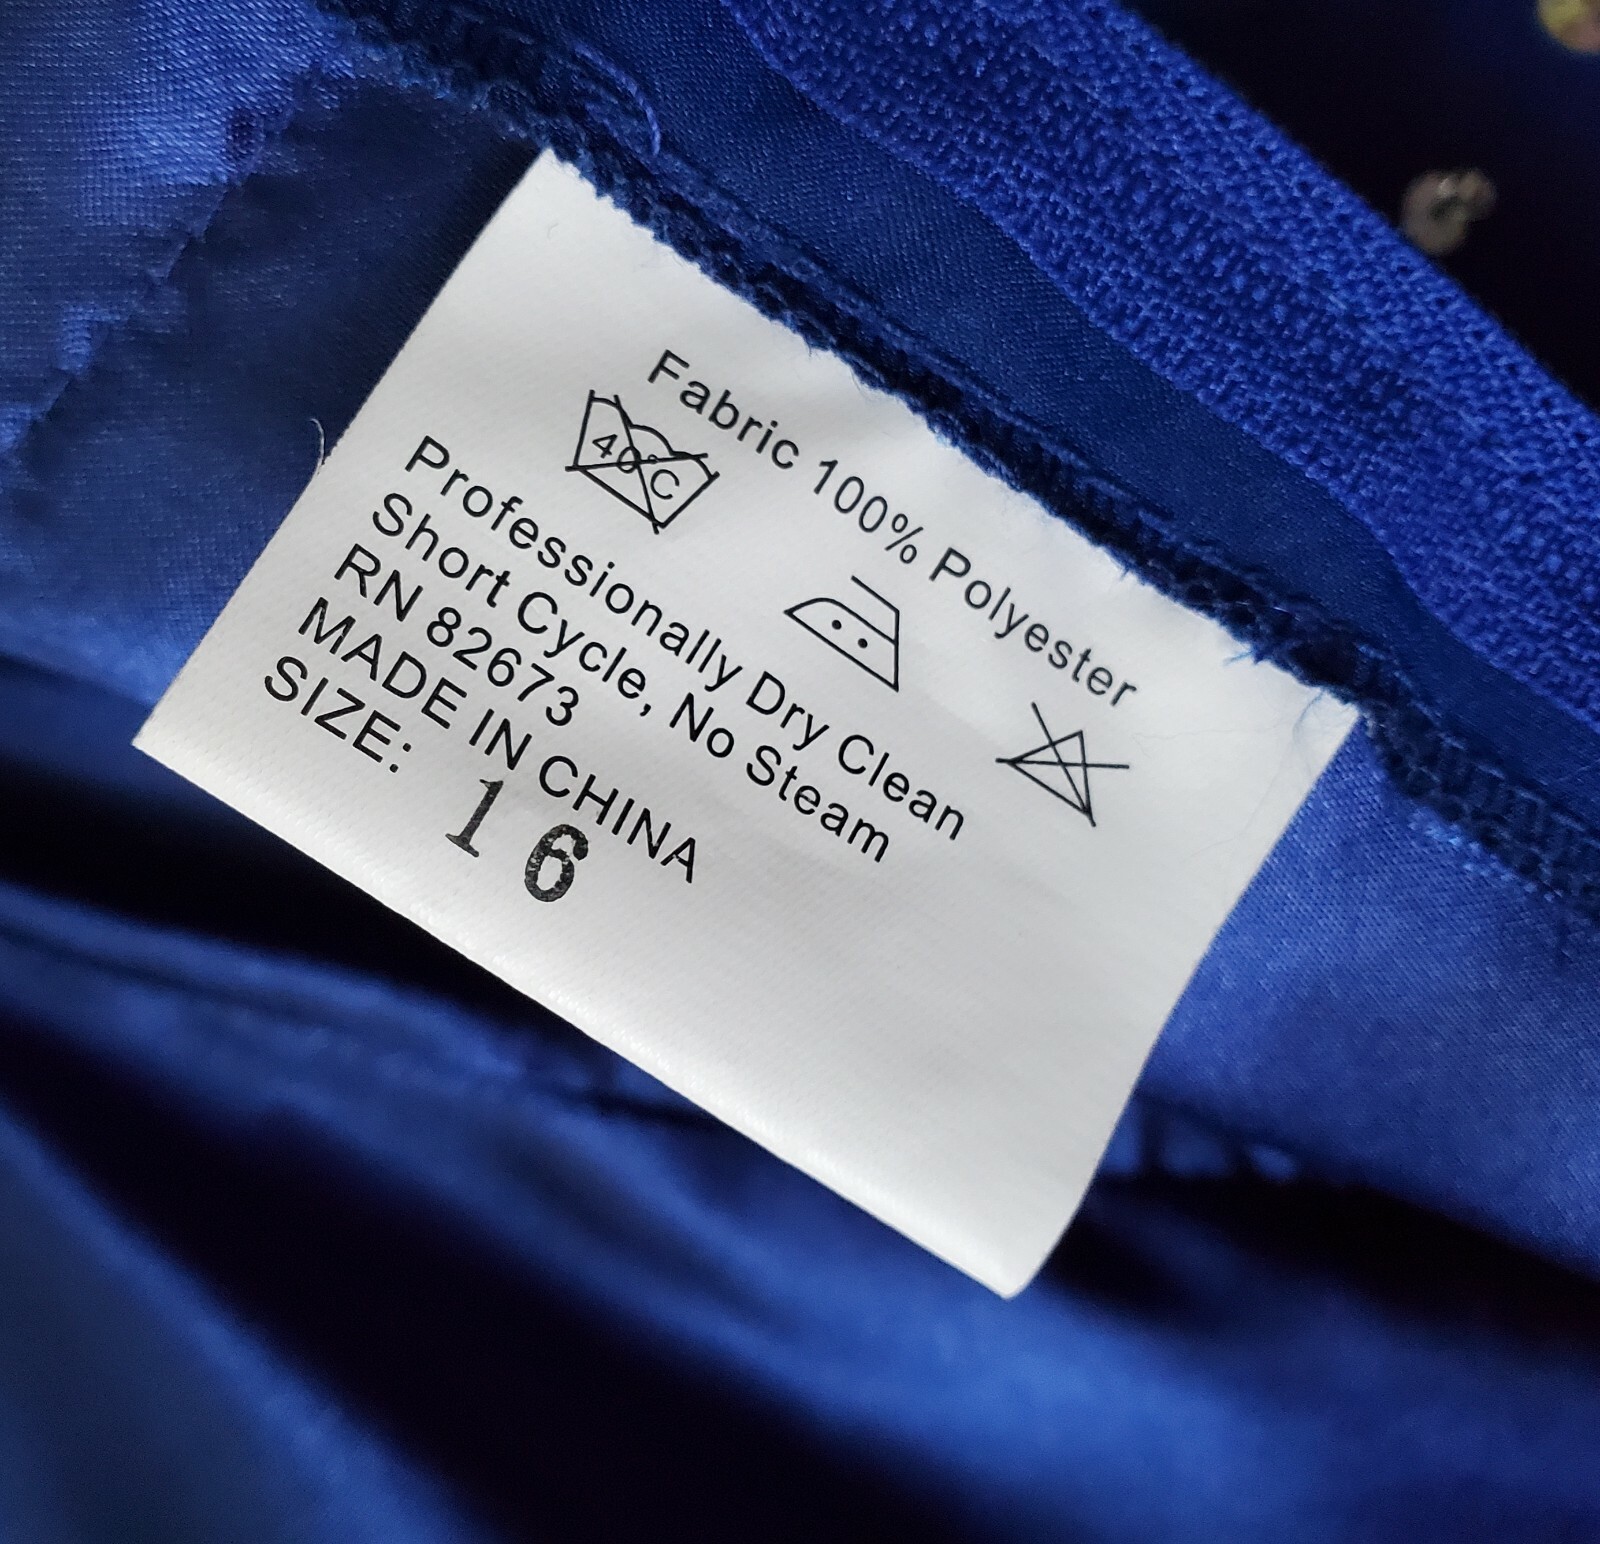 Fabric 100% Polyester
40°C
Professionally Dry Clean
Short Cycle, No Steam
RN 82673
MADE IN CHINA
SIZE:
16